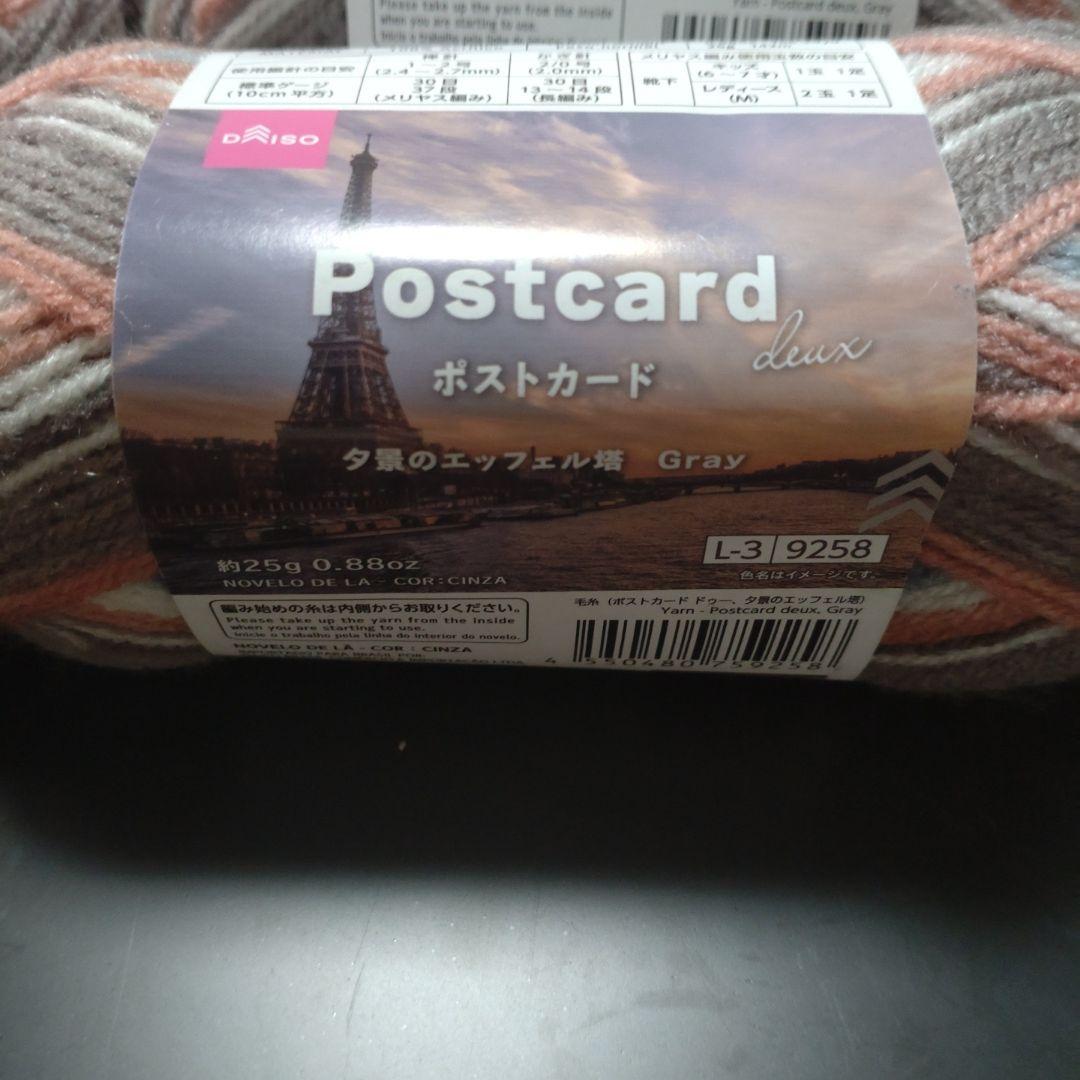 Please take up the yarn from the inside
when you are starting to use.
Yarn - Postcard deux, Gray
使用編針の目安
1～2号
(2.4～2.7mm)
2/0号
(2.0mm)
標準ゲージ
(10cm平方)
30目
37段
(メリヤス編み)
30目
13～14段
(長編み)
メリヤス編み使用玉数の目安
靴下
キッズ
(6～7才)
1玉 1足
レディース
(M)
2玉 1足
DAISO
Postcard
deux
ポストカード
夕景のエッフェル塔 Gray
約25g 0.88oz
NOVELO DE LÃ - COR:CINZA
L-3 9258
色名はイメージです。
編み始めの糸は内側からお取りください。
Please take up the yarn from the inside
when you are starting to use.
Inicie o trabalho pela linha do interior do novelo.
NOVELO DE LÃ - COR : CINZA
毛糸(ポストカード ドゥー、夕景のエッフェル塔)
Yarn - Postcard deux, Gray
4 550480 759258